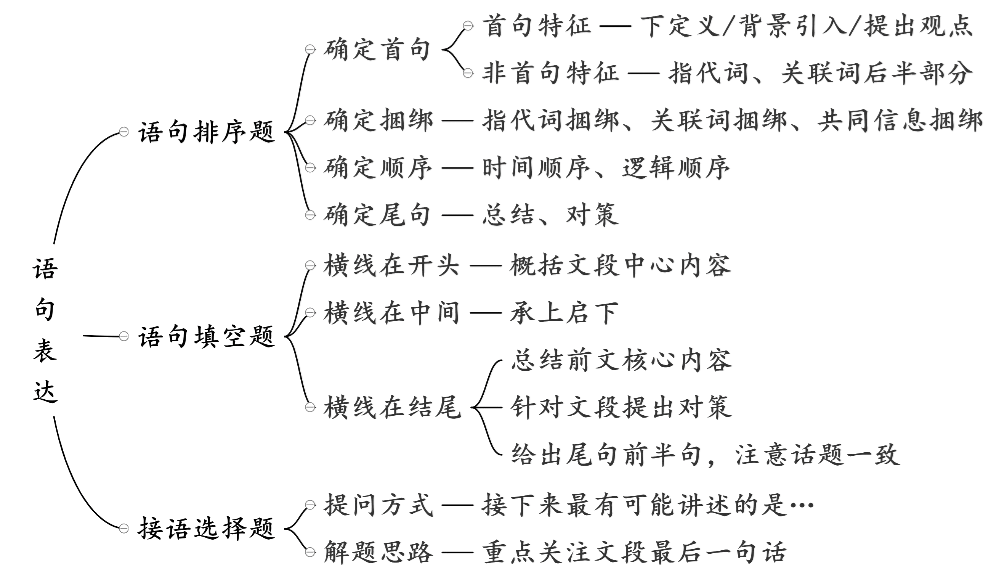 语句表达
语句排序题
确定首句
首句特征 — 下定义/背景引入/提出观点
非首句特征 — 指代词、关联词后半部分
确定捆绑 — 指代词捆绑、关联词捆绑、共同信息捆绑
确定顺序 — 时间顺序、逻辑顺序
确定尾句 — 总结、对策
语句填空题
横线在开头 — 概括文段中心内容
横线在中间 — 承上启下
横线在结尾
总结前文核心内容
针对文段提出对策
给出尾句前半句，注意话题一致
接语选择题
提问方式 — 接下来最有可能讲述的是…
解题思路 — 重点关注文段最后一句话